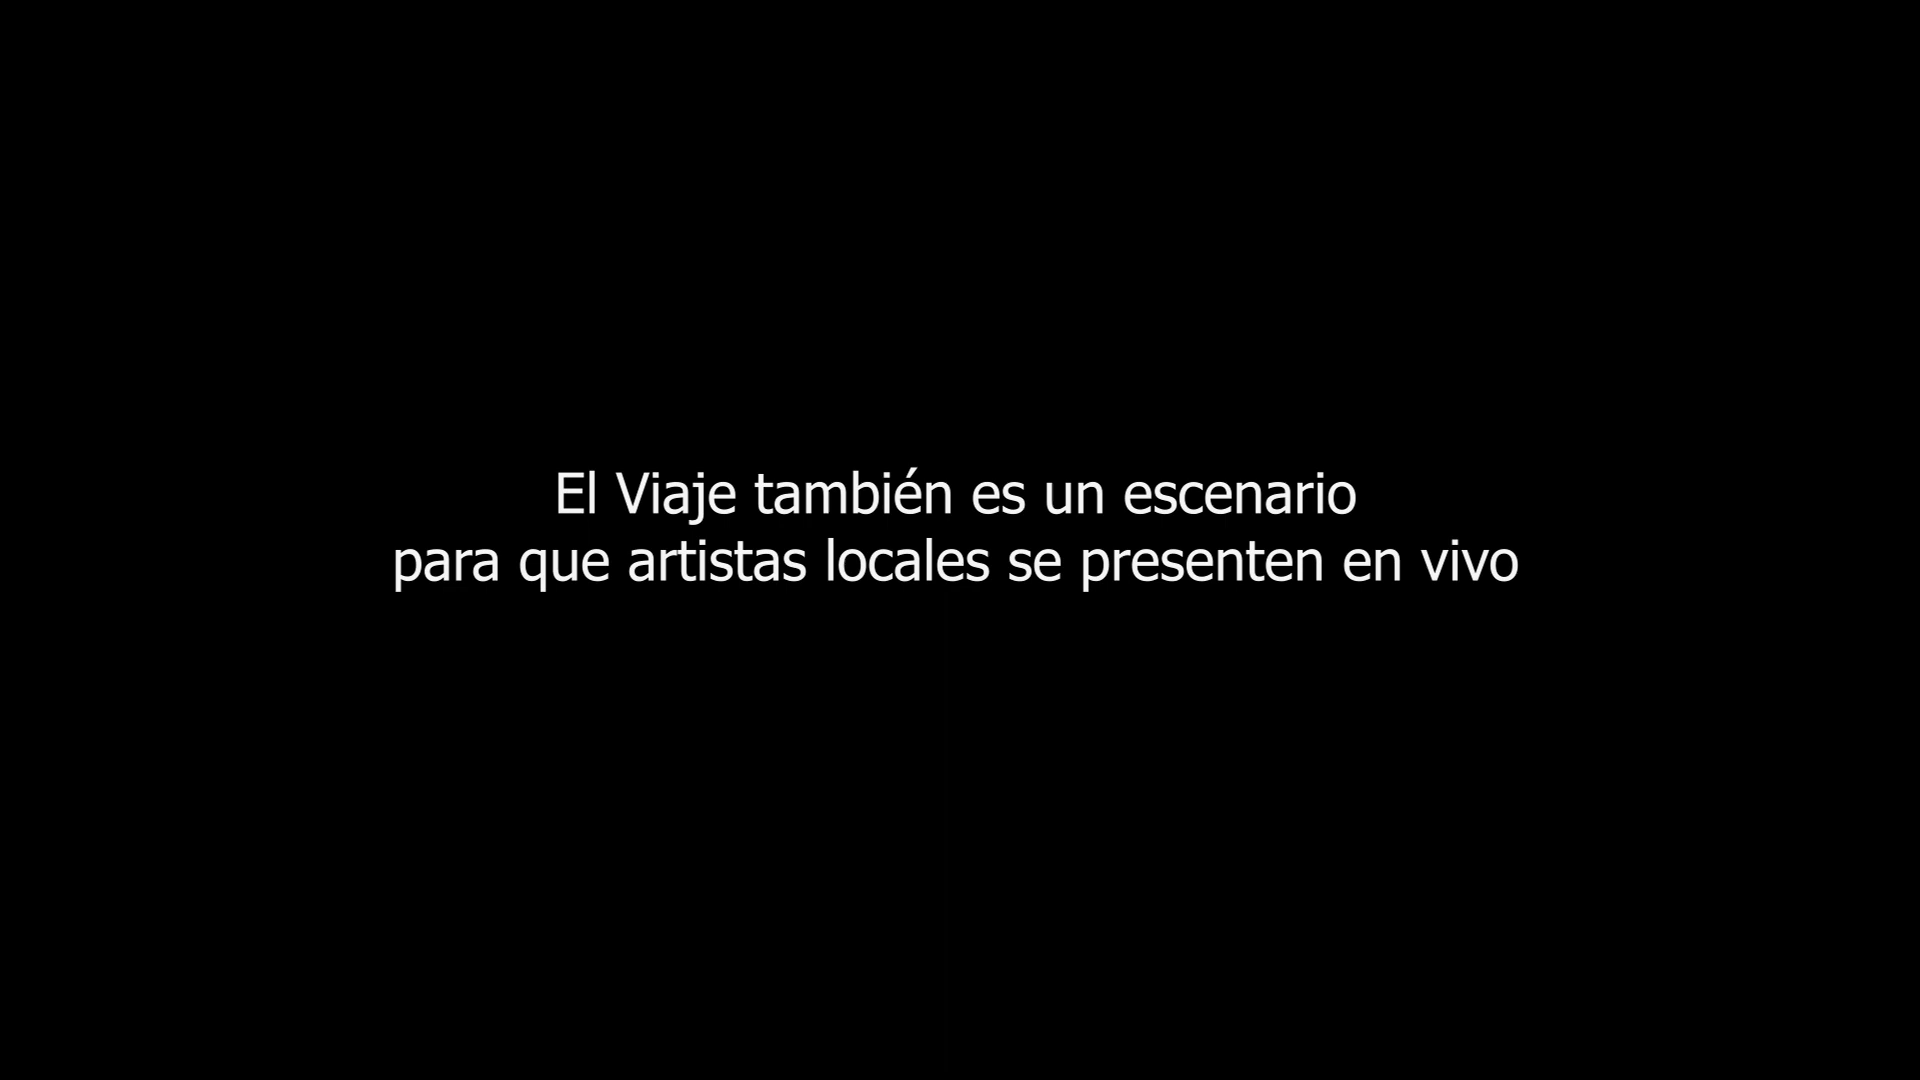 El Viaje también es un escenario
para que artistas locales se presenten en vivo